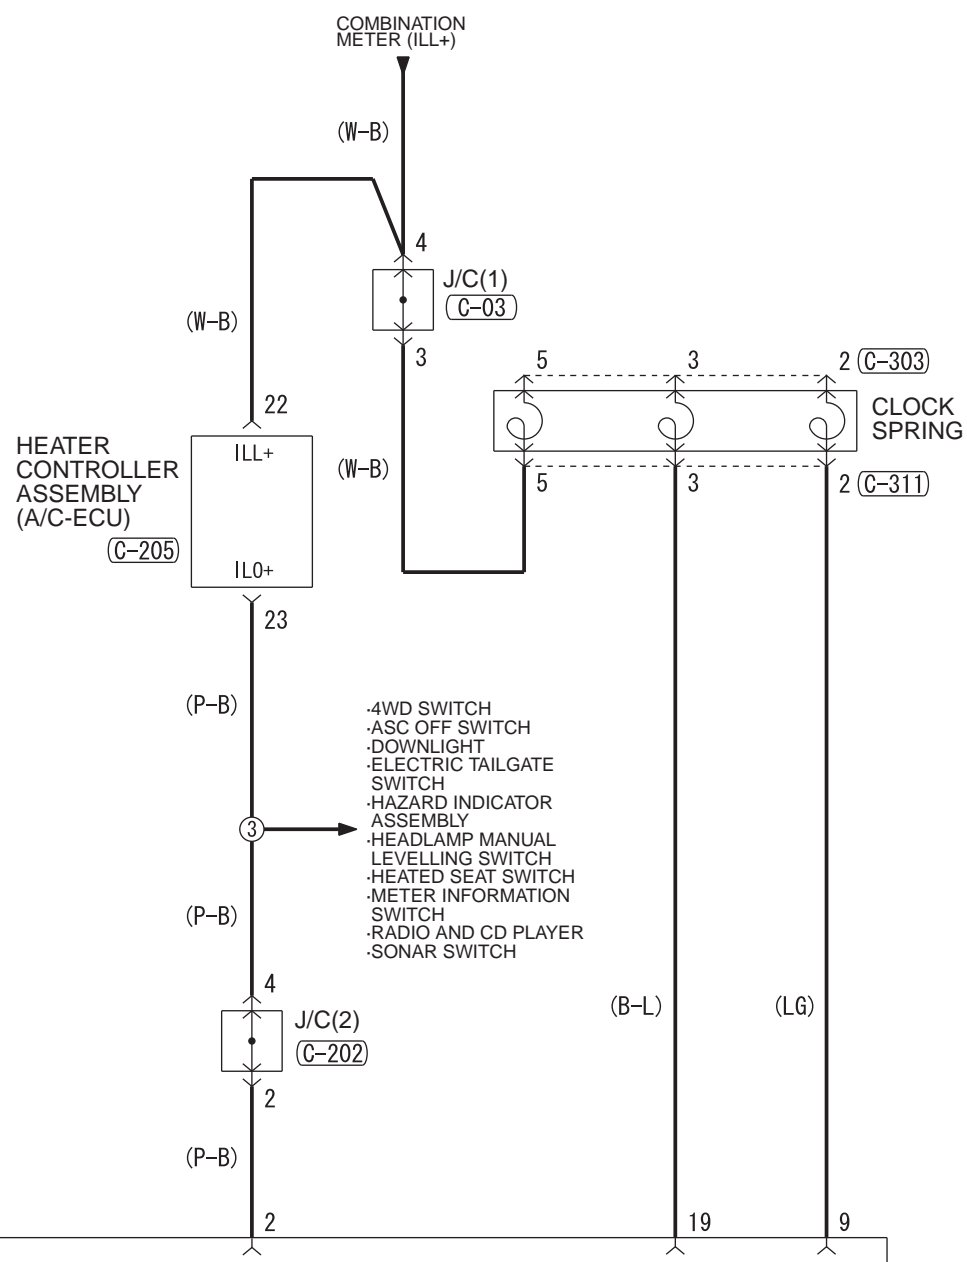 COMBINATION
METER (ILL+)
(W-B)
4
J/C(1)
C-03
(W-B)
3
5
3
2
C-303
22
CLOCK
SPRING
HEATER
CONTROLLER
ASSEMBLY
(A/C-ECU)
ILL+
(W-B)
5
3
2
C-311
C-205
ILO+
23
(P-B)
·4WD SWITCH
·ASC OFF SWITCH
·DOWNLIGHT
·ELECTRIC TAILGATE
SWITCH
·HAZARD INDICATOR
ASSEMBLY
·HEADLAMP MANUAL
LEVELLING SWITCH
·HEATED SEAT SWITCH
·METER INFORMATION
SWITCH
·RADIO AND CD PLAYER
·SONAR SWITCH
3
(P-B)
4
J/C(2)
C-202
(B-L)
(LG)
2
(P-B)
2
19
9